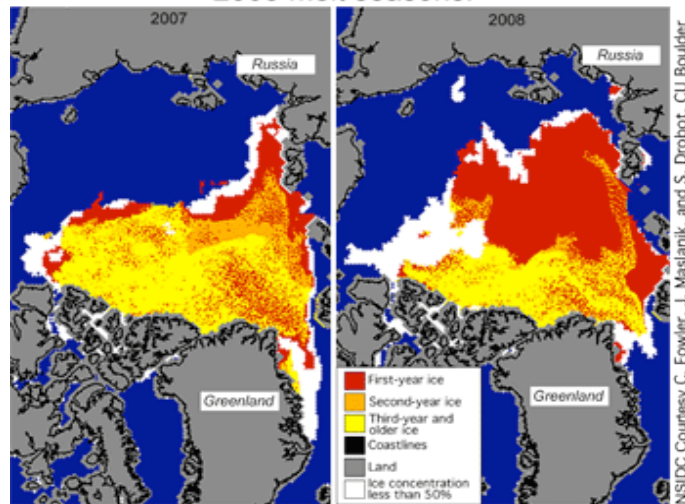 2007
2008
Russia
Russia
Greenland
Greenland
First-year ice
Second-year ice
Third-year and
older ice
Coastlines
Land
Ice concentration
less than 50%
NSIDC Courtesy C. Fowler, J. Maslanik, and S. Drobot, CU Boulder